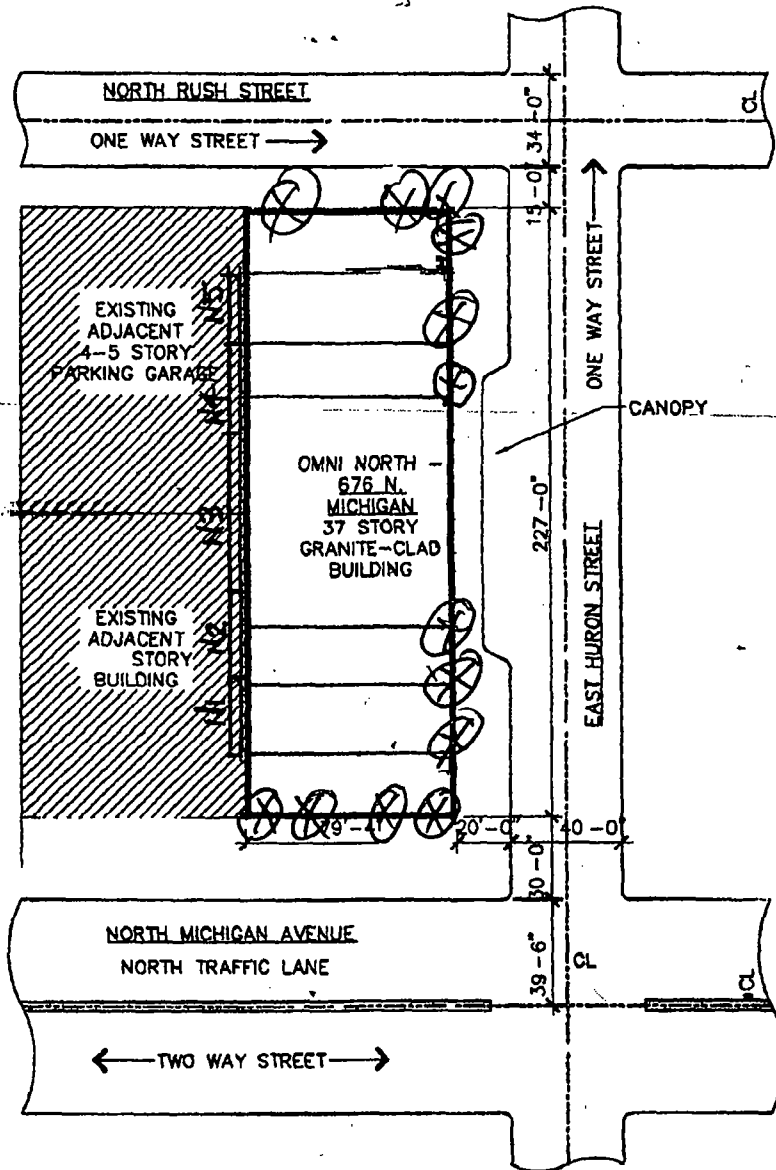 NORTH RUSH STREET
ONE WAY STREET
CL
34'-0"
15'-0"
ONE WAY STREET
EXISTING
ADJACENT
4-5 STORY
PARKING GARAGE
N5
N4
N3
N2
N1
CANOPY
OMNI NORTH -
676 N.
MICHIGAN
37 STORY
GRANITE-CLAD
BUILDING
227'-0"
EAST HURON STREET
EXISTING
ADJACENT
STORY
BUILDING
20'-0"
40'-0"
30'-0"
NORTH MICHIGAN AVENUE
NORTH TRAFFIC LANE
39'-6"
CL
CL
TWO WAY STREET